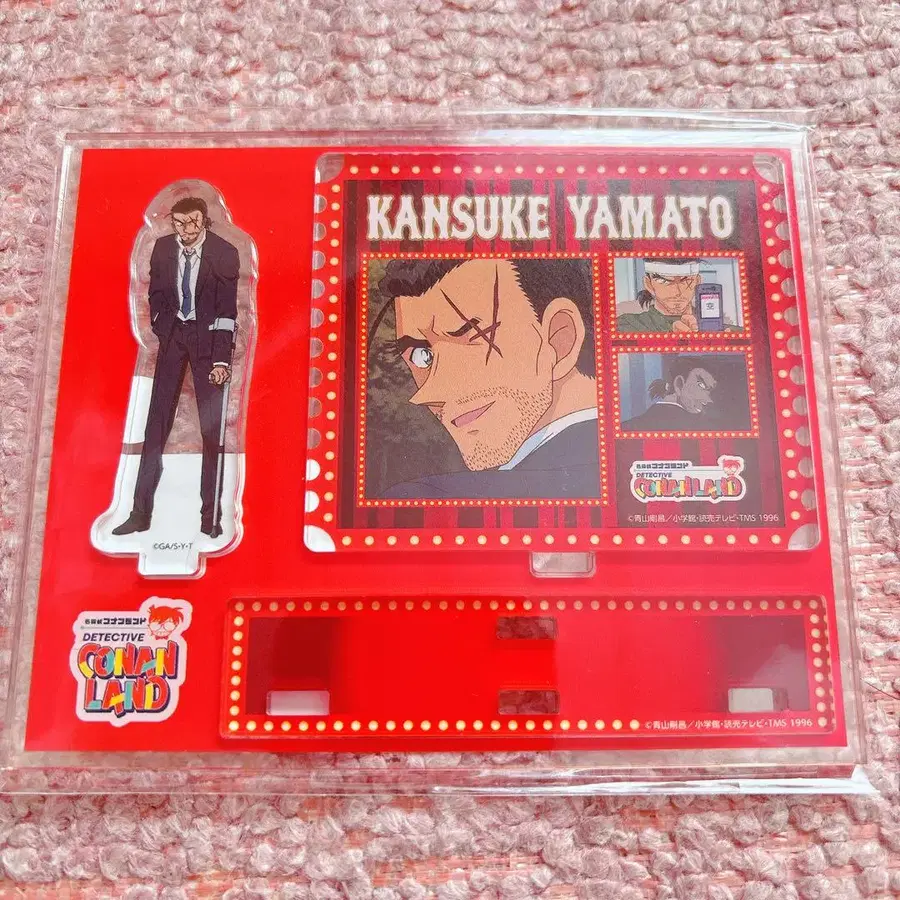 KANSUKE YAMATO
変
名探偵コナンランド
DETECTIVE
CONAN LAND
©青山剛昌／小学館・読売テレビ・TMS 1996
©GA/S・Y・T
名探偵コナンランド
DETECTIVE
CONAN
LAND
©青山剛昌／小学館・読売テレビ・TMS 1996